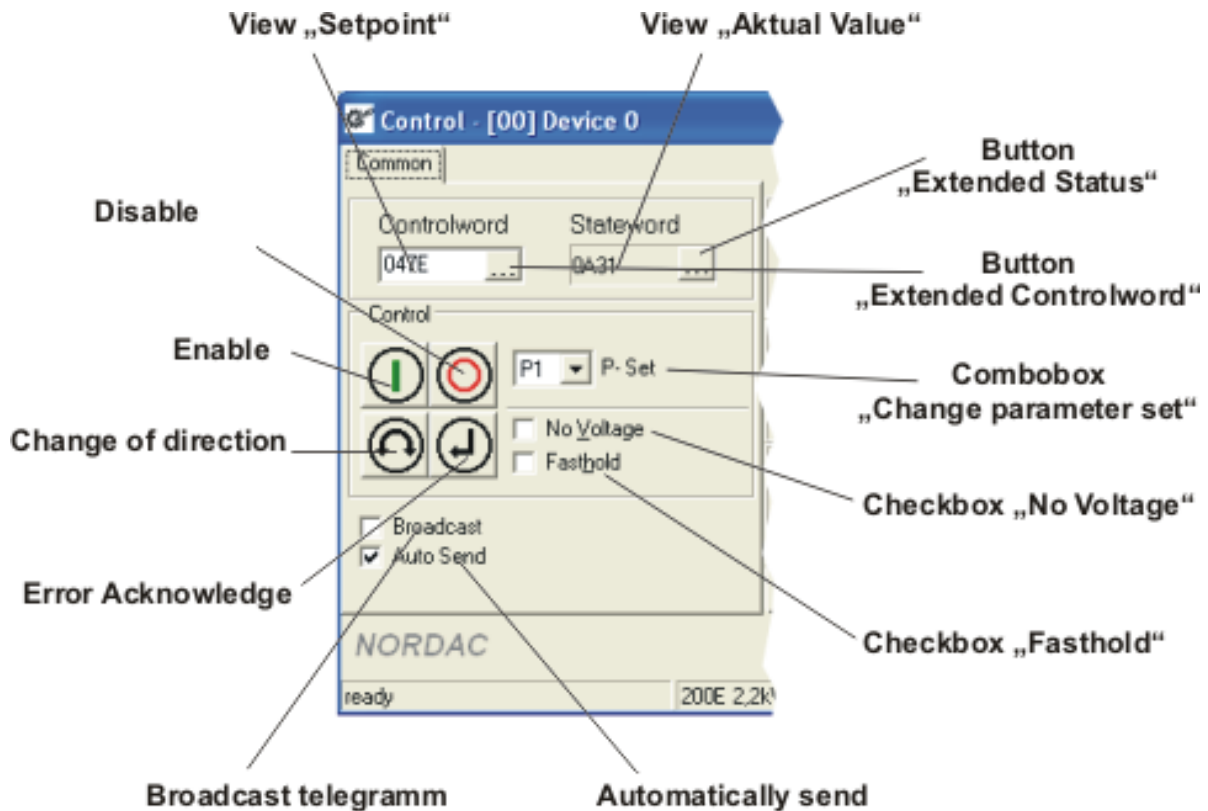 View „Setpoint“
View „Aktual Value“
Control - [00] Device 0
Common
Button
„Extended Status“
Disable
Controlword
Stateword
047E
...
0A31
...
Button
„Extended Controlword“
Control
Enable
P1
P- Set
Combobox
„Change parameter set“
Change of direction
No Voltage
Fasthold
Checkbox „No Voltage“
Broadcast
Auto Send
Error Acknowledge
Checkbox „Fasthold“
NORDAC
ready
200E 2,2k
Broadcast telegramm
Automatically send